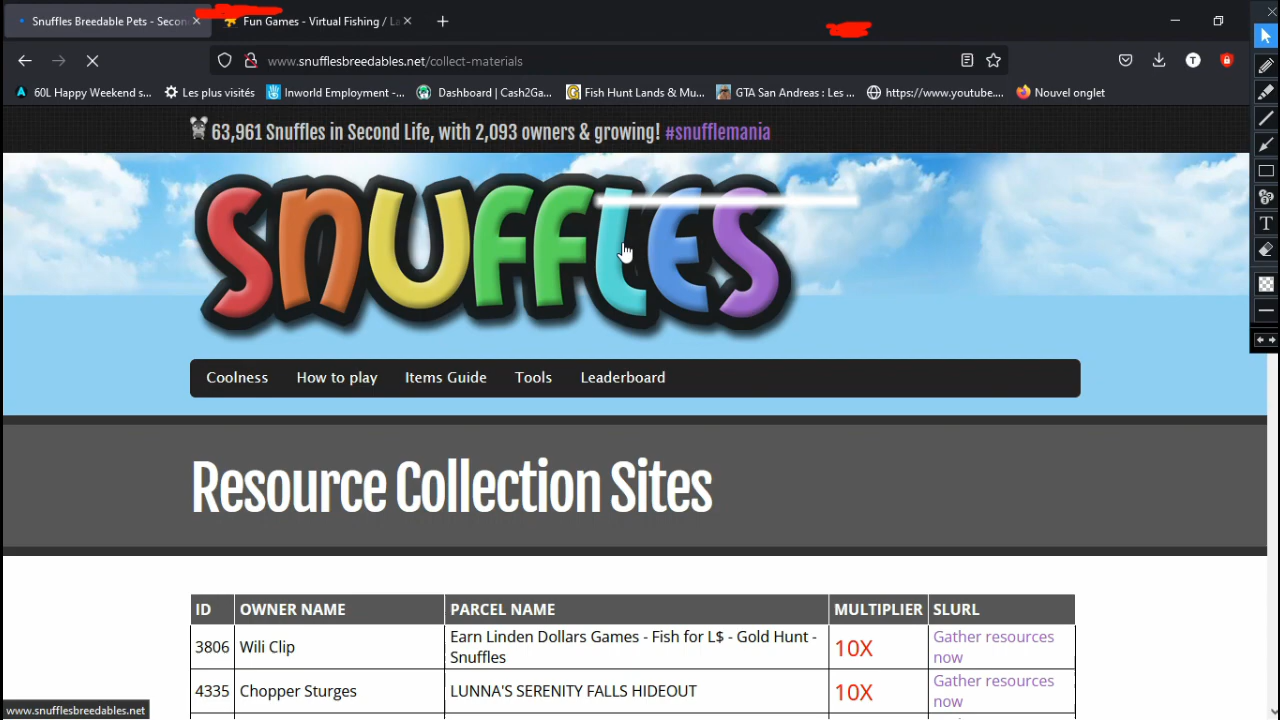 Snuffles Breedable Pets - Secon
Fun Games - Virtual Fishing / La
www.snufflesbreedables.net/collect-materials
T
60L Happy Weekend s...
Les plus visités
Inworld Employment -...
Dashboard | Cash2Ga...
Fish Hunt Lands & Mu...
GTA San Andreas : Les ...
https://www.youtube....
Nouvel onglet
63,961 Snuffles in Second Life, with 2,093 owners & growing! #snufflemania
snuffles
Coolness
How to play
Items Guide
Tools
Leaderboard
Resource Collection Sites
ID
OWNER NAME
PARCEL NAME
MULTIPLIER
SLURL
3806
Wili Clip
Earn Linden Dollars Games - Fish for L$ - Gold Hunt -
Snuffles
10X
Gather resources
now
4335
Chopper Sturges
LUNNA'S SERENITY FALLS HIDEOUT
10X
Gather resources
now
www.snufflesbreedables.net
T